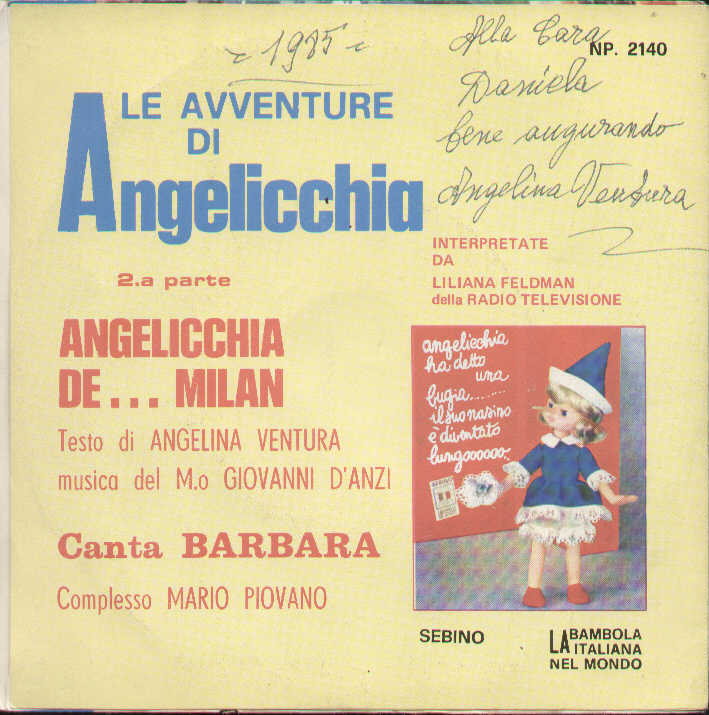 ~ 1985 ~
Alla Cara
NP. 2140
Daniela
bene augurando
Angelina Ventura
LE AVVENTURE
DI
Angelicchia
INTERPRETATE
DA
LILIANA FELDMAN
della RADIO TELEVISIONE
2.a parte
ANGELICCHIA
DE... MILAN
Testo di ANGELINA VENTURA
musica del M.o GIOVANNI D'ANZI
Canta BARBARA
Complesso MARIO PIOVANO
angelicchia
ha detto
una
bugia........
il suo nasino
è diventato
lungoooooo.
SEBINO
LA BAMBOLA
ITALIANA
NEL MONDO